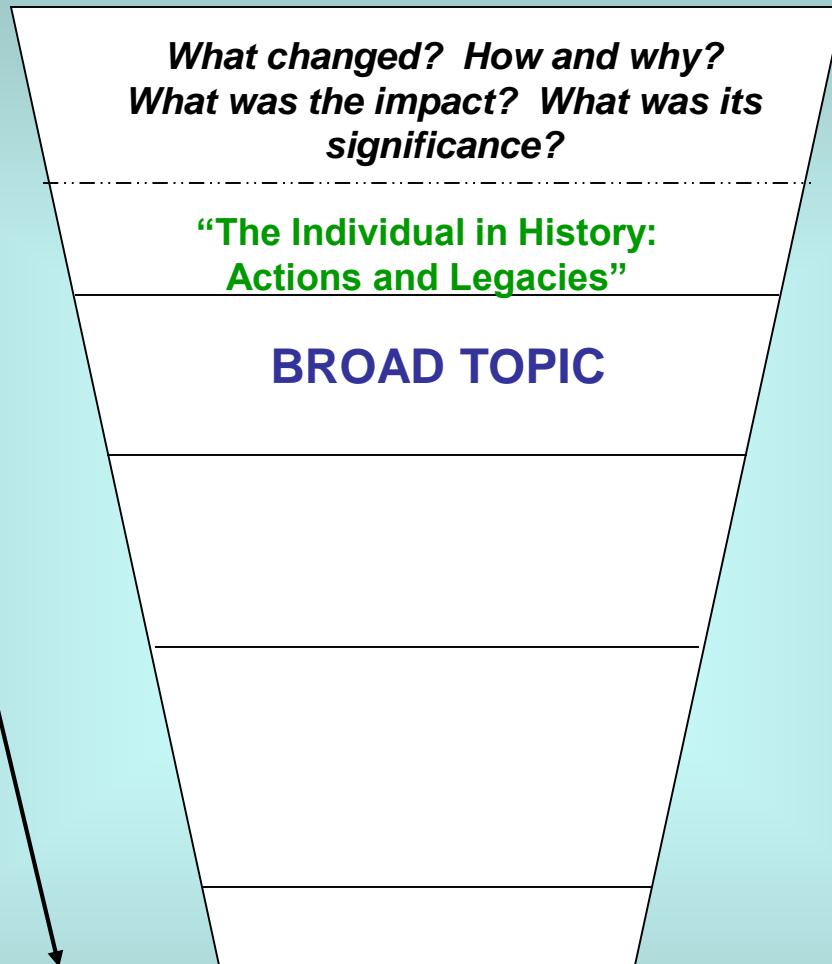 What changed?  How and why?
What was the impact?  What was its
significance?
“The Individual in History:
Actions and Legacies”
BROAD TOPIC